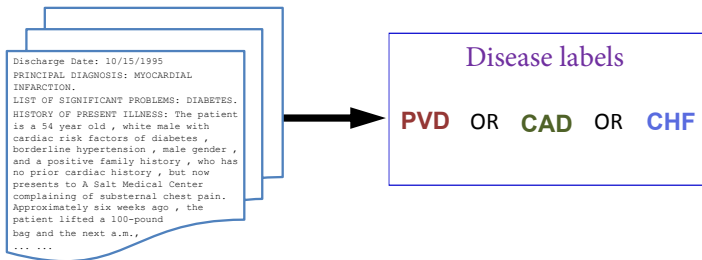 Discharge Date: 10/15/1995
PRINCIPAL DIAGNOSIS: MYOCARDIAL
INFARCTION.
LIST OF SIGNIFICANT PROBLEMS: DIABETES.
HISTORY OF PRESENT ILLNESS: The patient
is a 54 year old , white male with
cardiac risk factors of diabetes ,
borderline hypertension , male gender ,
and a positive family history , who has
no prior cardiac history , but now
presents to A Salt Medical Center
complaining of substernal chest pain.
Approximately six weeks ago , the
patient lifted a 100-pound
bag and the next a.m.,
... ...
Disease labels
PVD OR CAD OR CHF